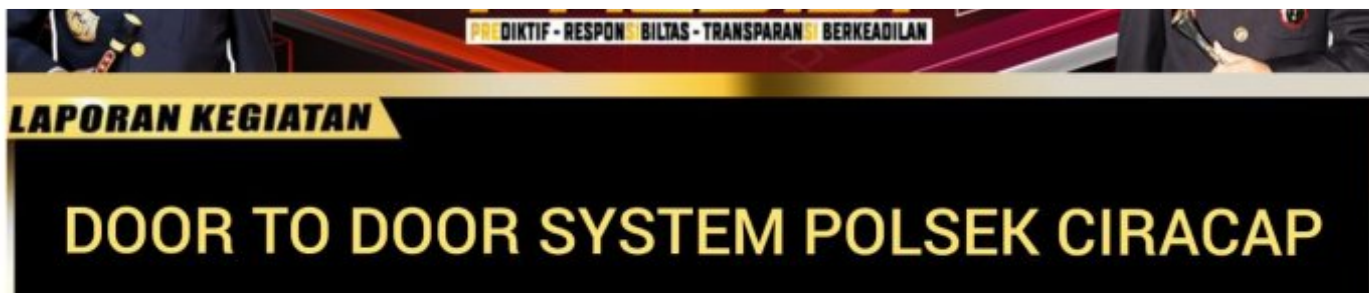 PREDIKTIF - RESPONSIBILTAS - TRANSPARANSI BERKEADILAN
LAPORAN KEGIATAN
DOOR TO DOOR SYSTEM POLSEK CIRACAP